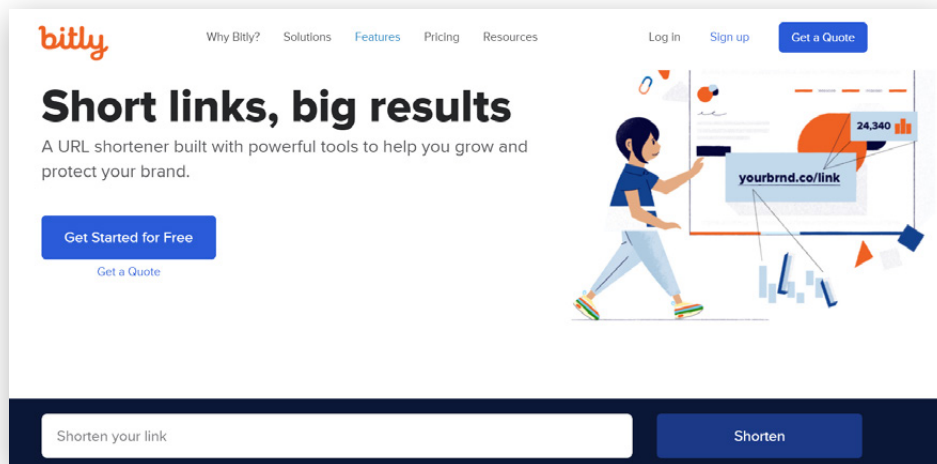 bitly
Why Bitly? Solutions Features Pricing Resources Log in Sign up Get a Quote
Short links, big results
A URL shortener built with powerful tools to help you grow and
protect your brand.
24,340
yourbrnd.co/link
Get Started for Free
Get a Quote
Shorten your link Shorten